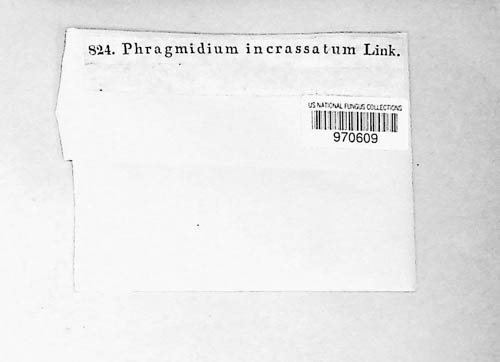 824. Phragmidium incrassatum Link.
US NATIONAL FUNGUS COLLECTIONS
970609